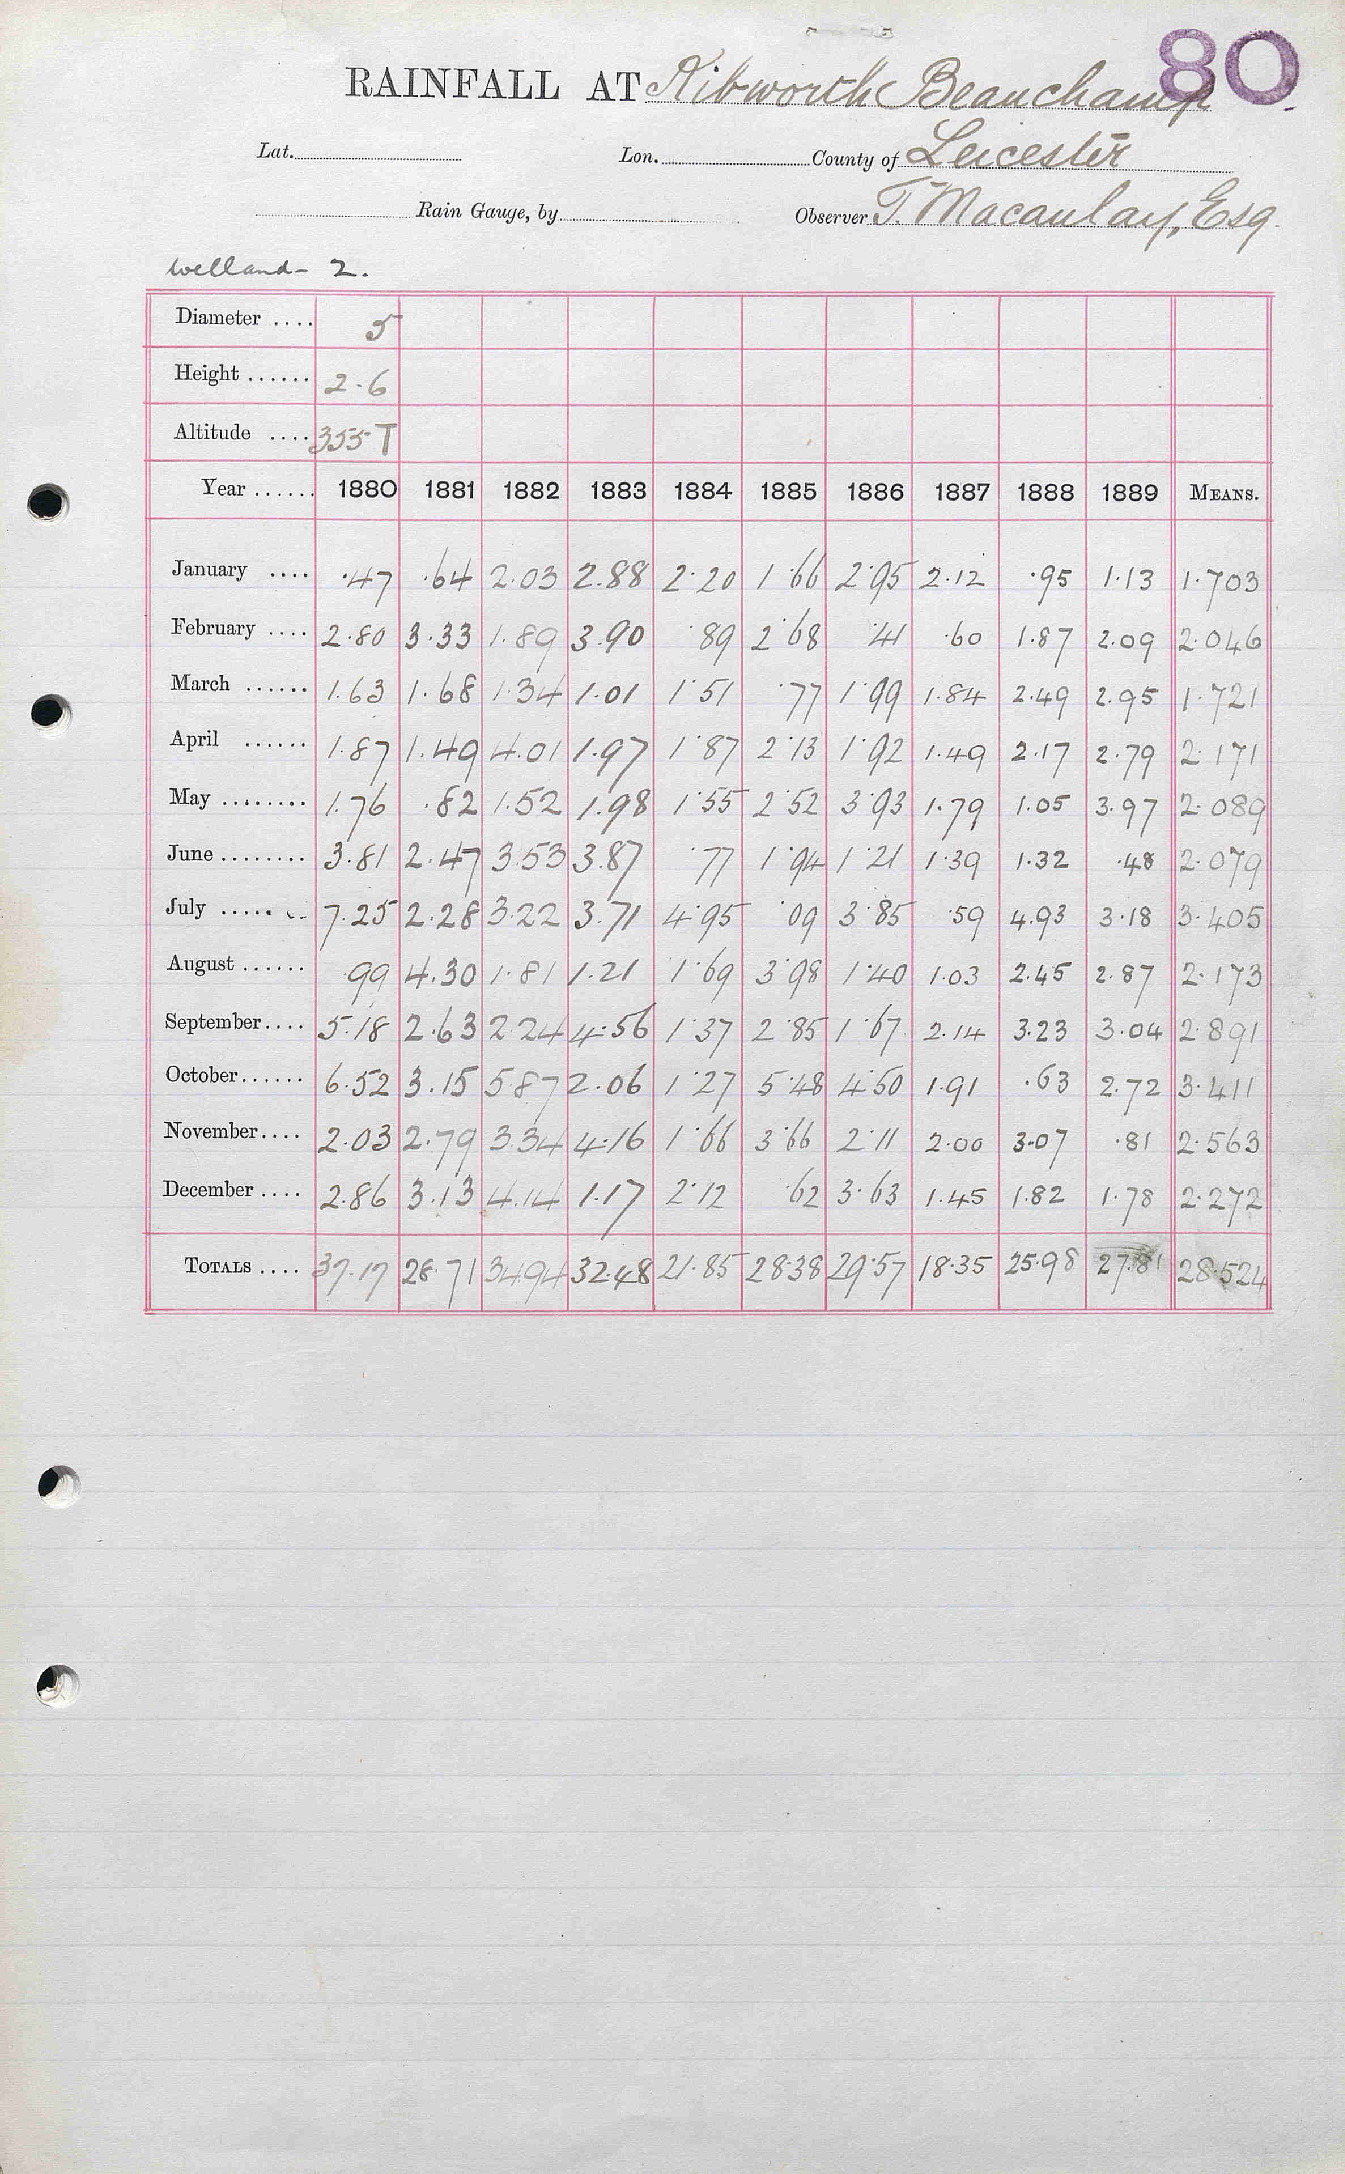 80
RAINFALL AT Kibworth Beauchamp
Lat. Lon. County of Leicester
Rain Gauge, by Observer T. Macaulay, Esq
Welland - 2.
Diameter .... 5
Height ...... 2.6
Altitude .... 355 T
Year ...... 1880 1881 1882 1883 1884 1885 1886 1887 1888 1889 MEANS.
January .... .47 .64 2.03 2.88 2.20 1.66 2.95 2.12 .95 1.13 1.703
February .... 2.80 3.33 1.89 3.90 .89 2.68 .41 .60 1.87 2.09 2.046
March ...... 1.63 1.68 1.34 1.01 1.51 .77 1.99 1.84 2.49 2.95 1.721
April ...... 1.87 1.49 4.01 1.97 1.87 2.13 1.92 1.49 2.17 2.79 2.171
May ........ 1.76 .82 1.52 1.98 1.55 2.52 3.93 1.79 1.05 3.97 2.089
June ........ 3.81 2.47 3.53 3.87 .77 1.94 1.21 1.39 1.32 .48 2.079
July ..... 7.25 2.28 3.22 3.71 4.95 .09 3.85 .59 4.93 3.18 3.405
August ...... .99 4.30 1.81 1.21 1.69 3.98 1.40 1.03 2.45 2.87 2.173
September .... 5.18 2.63 2.24 4.56 1.37 2.85 1.67 2.14 3.23 3.04 2.891
October ...... 6.52 3.15 5.87 2.06 1.27 5.48 4.50 1.91 .63 2.72 3.411
November .... 2.03 2.79 3.34 4.16 1.66 3.66 2.11 2.00 3.07 .81 2.563
December .... 2.86 3.13 4.14 1.17 2.12 .62 3.63 1.45 1.82 1.78 2.272
TOTALS .... 37.17 28.71 34.94 32.48 21.85 28.38 29.57 18.35 25.98 27.81 28.524